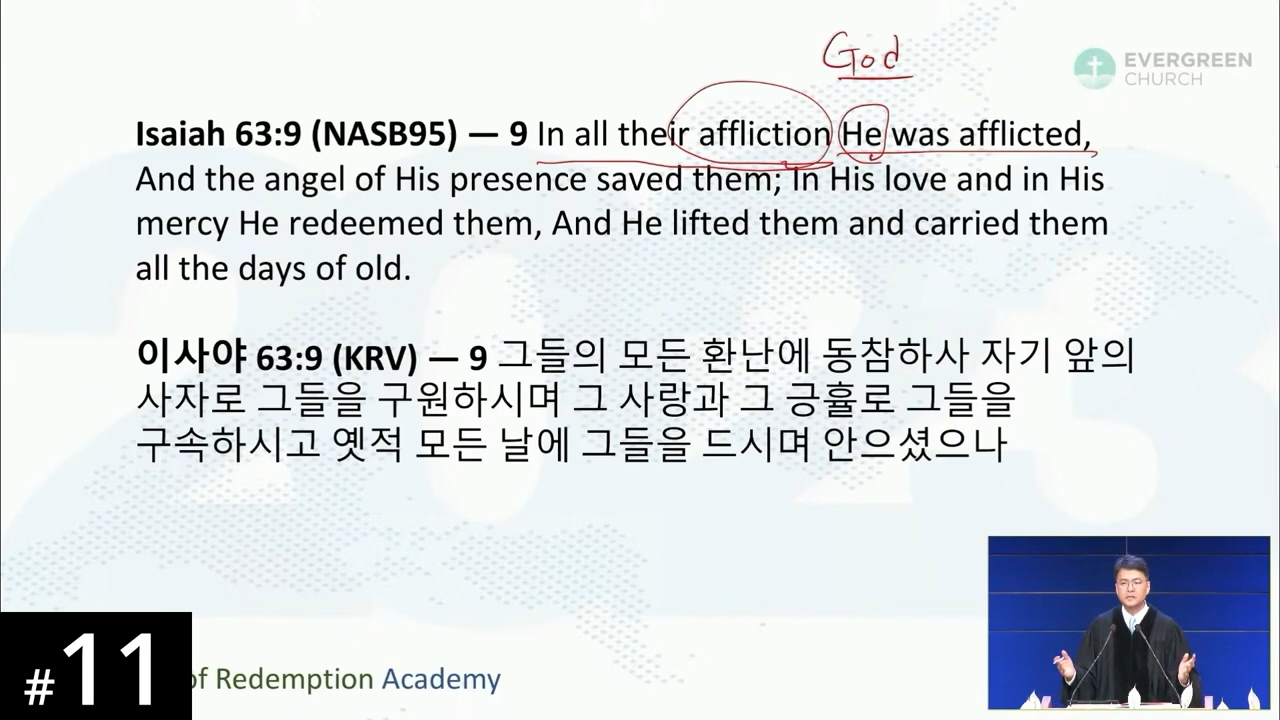 God
EVERGREEN
CHURCH
Isaiah 63:9 (NASB95) — 9 In all their affliction He was afflicted,
And the angel of His presence saved them; In His love and in His
mercy He redeemed them, And He lifted them and carried them
all the days of old.
이사야 63:9 (KRV) — 9 그들의 모든 환난에 동참하사 자기 앞의
사자로 그들을 구원하시며 그 사랑과 그 긍휼로 그들을
구속하시고 옛적 모든 날에 그들을 드시며 안으셨으나
#11
of Redemption Academy